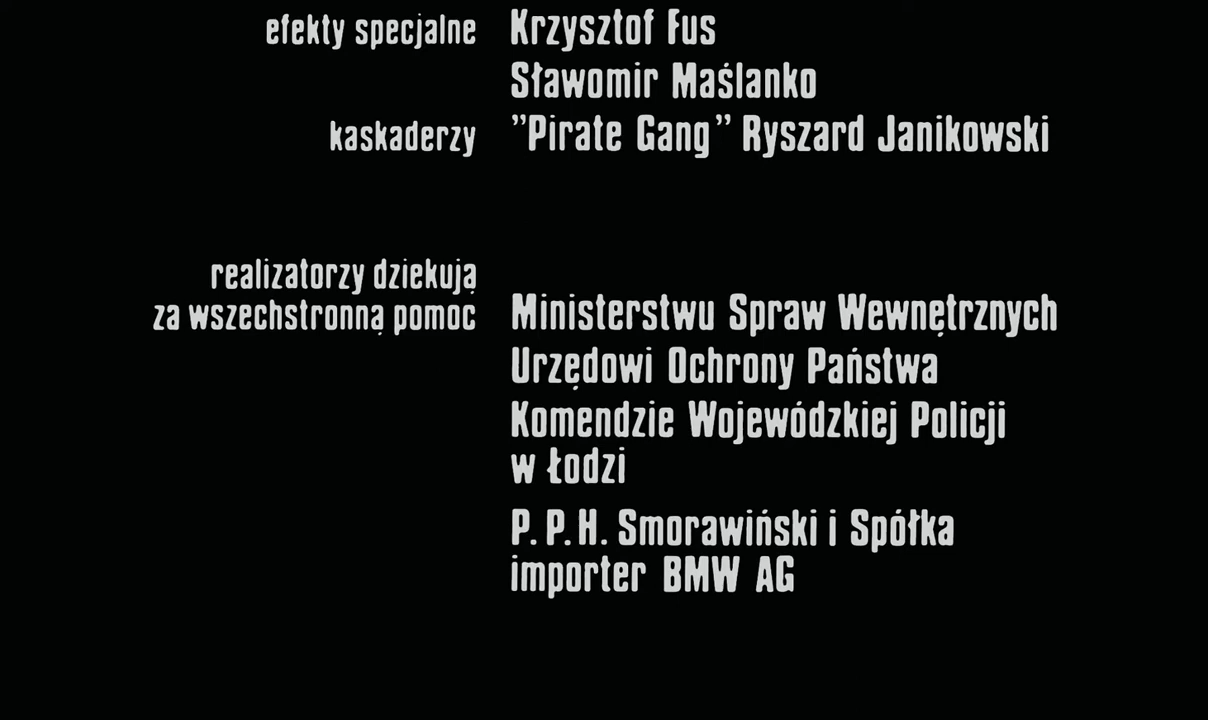 efekty specjalne Krzysztof Fus
Sławomir Maślanko
kaskaderzy "Pirate Gang" Ryszard Janikowski
realizatorzy dziekują
za wszechstronną pomoc Ministerstwu Spraw Wewnętrznych
Urzędowi Ochrony Państwa
Komendzie Wojewódzkiej Policji
w Łodzi
P. P. H. Smorawiński i Spółka
importer BMW AG